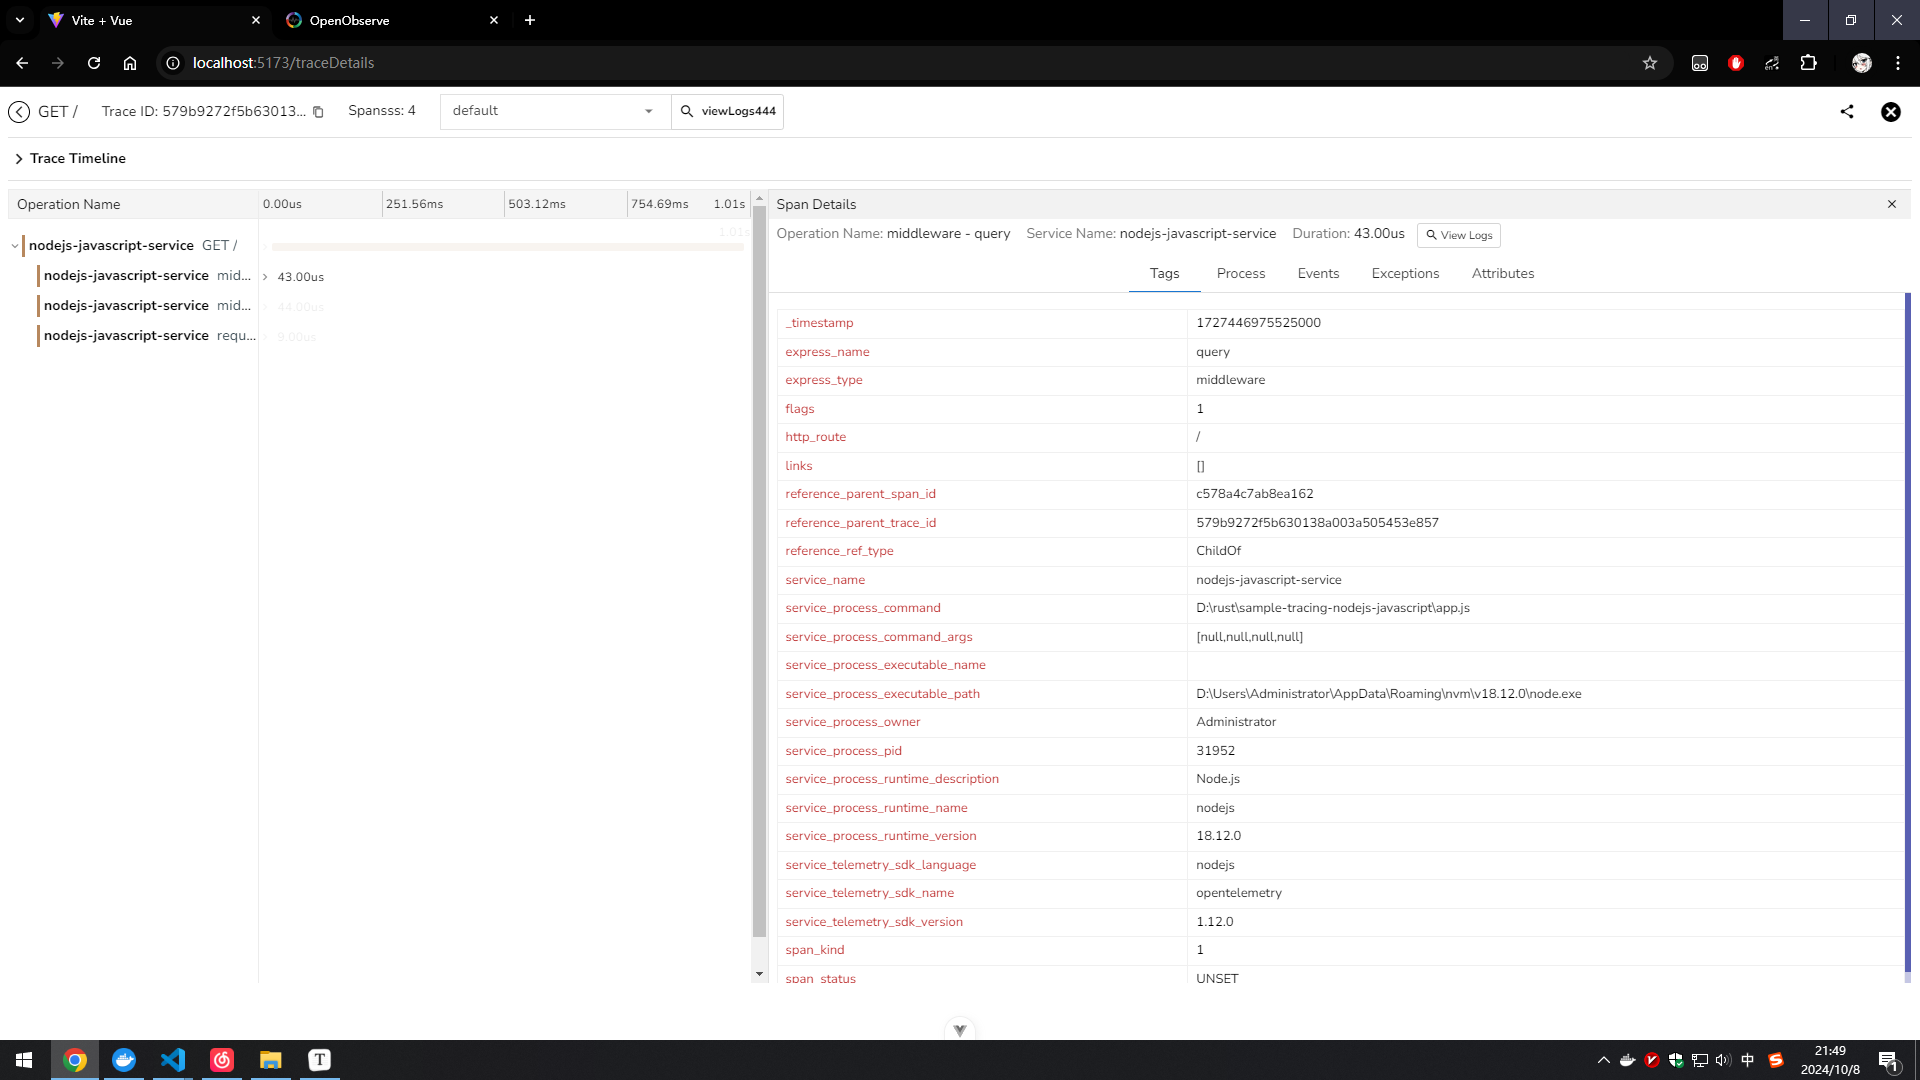 Vite + Vue
OpenObserve
localhost:5173/traceDetails
GET /
Trace ID: 579b9272f5b63013...
Spansss: 4
default
viewLogs444
Trace Timeline
Operation Name
0.00us
251.56ms
503.12ms
754.69ms
1.01s
1.01s
nodejs-javascript-service GET /
nodejs-javascript-service mid...
43.00us
nodejs-javascript-service mid...
44.00us
nodejs-javascript-service requ...
9.00us
Span Details
Operation Name: middleware - query Service Name: nodejs-javascript-service Duration: 43.00us View Logs
Tags Process Events Exceptions Attributes
_timestamp 1727446975525000
express_name query
express_type middleware
flags 1
http_route /
links []
reference_parent_span_id c578a4c7ab8ea162
reference_parent_trace_id 579b9272f5b630138a003a505453e857
reference_ref_type ChildOf
service_name nodejs-javascript-service
service_process_command D:\rust\sample-tracing-nodejs-javascript\app.js
service_process_command_args [null,null,null,null]
service_process_executable_name
service_process_executable_path D:\Users\Administrator\AppData\Roaming\nvm\v18.12.0\node.exe
service_process_owner Administrator
service_process_pid 31952
service_process_runtime_description Node.js
service_process_runtime_name nodejs
service_process_runtime_version 18.12.0
service_telemetry_sdk_language nodejs
service_telemetry_sdk_name opentelemetry
service_telemetry_sdk_version 1.12.0
span_kind 1
span_status UNSET
T
中
21:49
2024/10/8
1